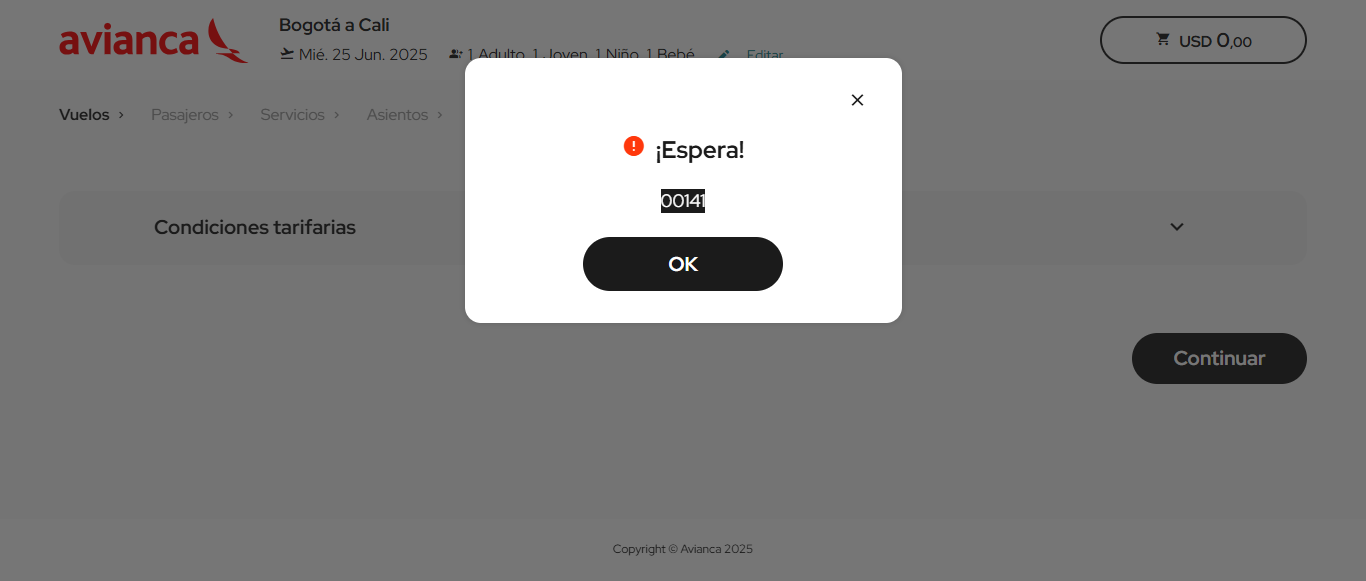 avianca
Bogotá a Cali
Mié. 25 Jun. 2025 1 Adulto, 1 Joven, 1 Niño, 1 Bebé Editar
USD 0,00
Vuelos Pasajeros Servicios Asientos
¡Espera!
00141
OK
Condiciones tarifarias
Continuar
Copyright © Avianca 2025